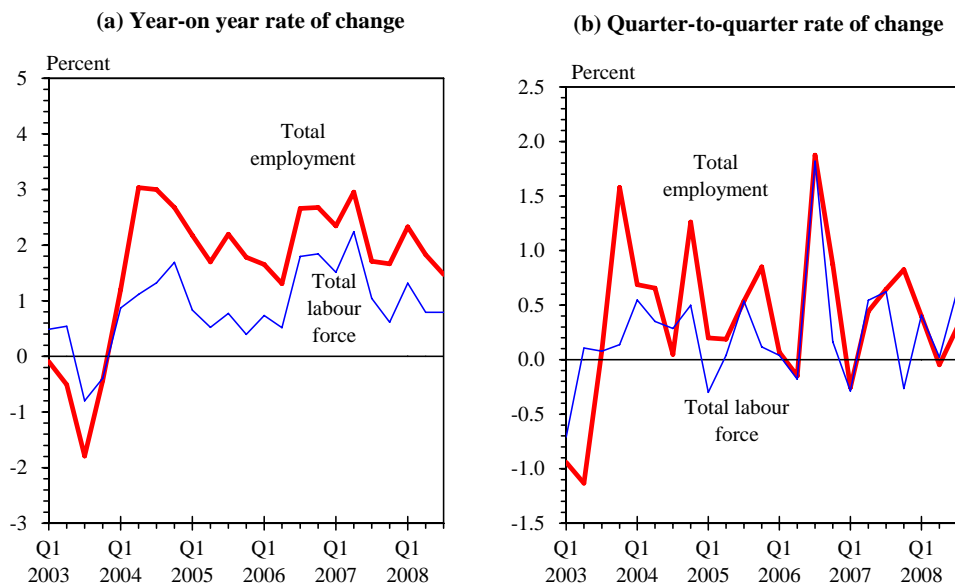 (a) Year-on year rate of change
Percent
5
4
3
2
1
0
-1
-2
-3
Total
employment
Total
labour
force
Q1 Q1 Q1 Q1 Q1 Q1
2003 2004 2005 2006 2007 2008
(b) Quarter-to-quarter rate of change
Percent
2.5
2.0
1.5
1.0
0.5
0.0
-0.5
-1.0
-1.5
Total
employment
Total labour
force
Q1 Q1 Q1 Q1 Q1 Q1
2003 2004 2005 2006 2007 2008